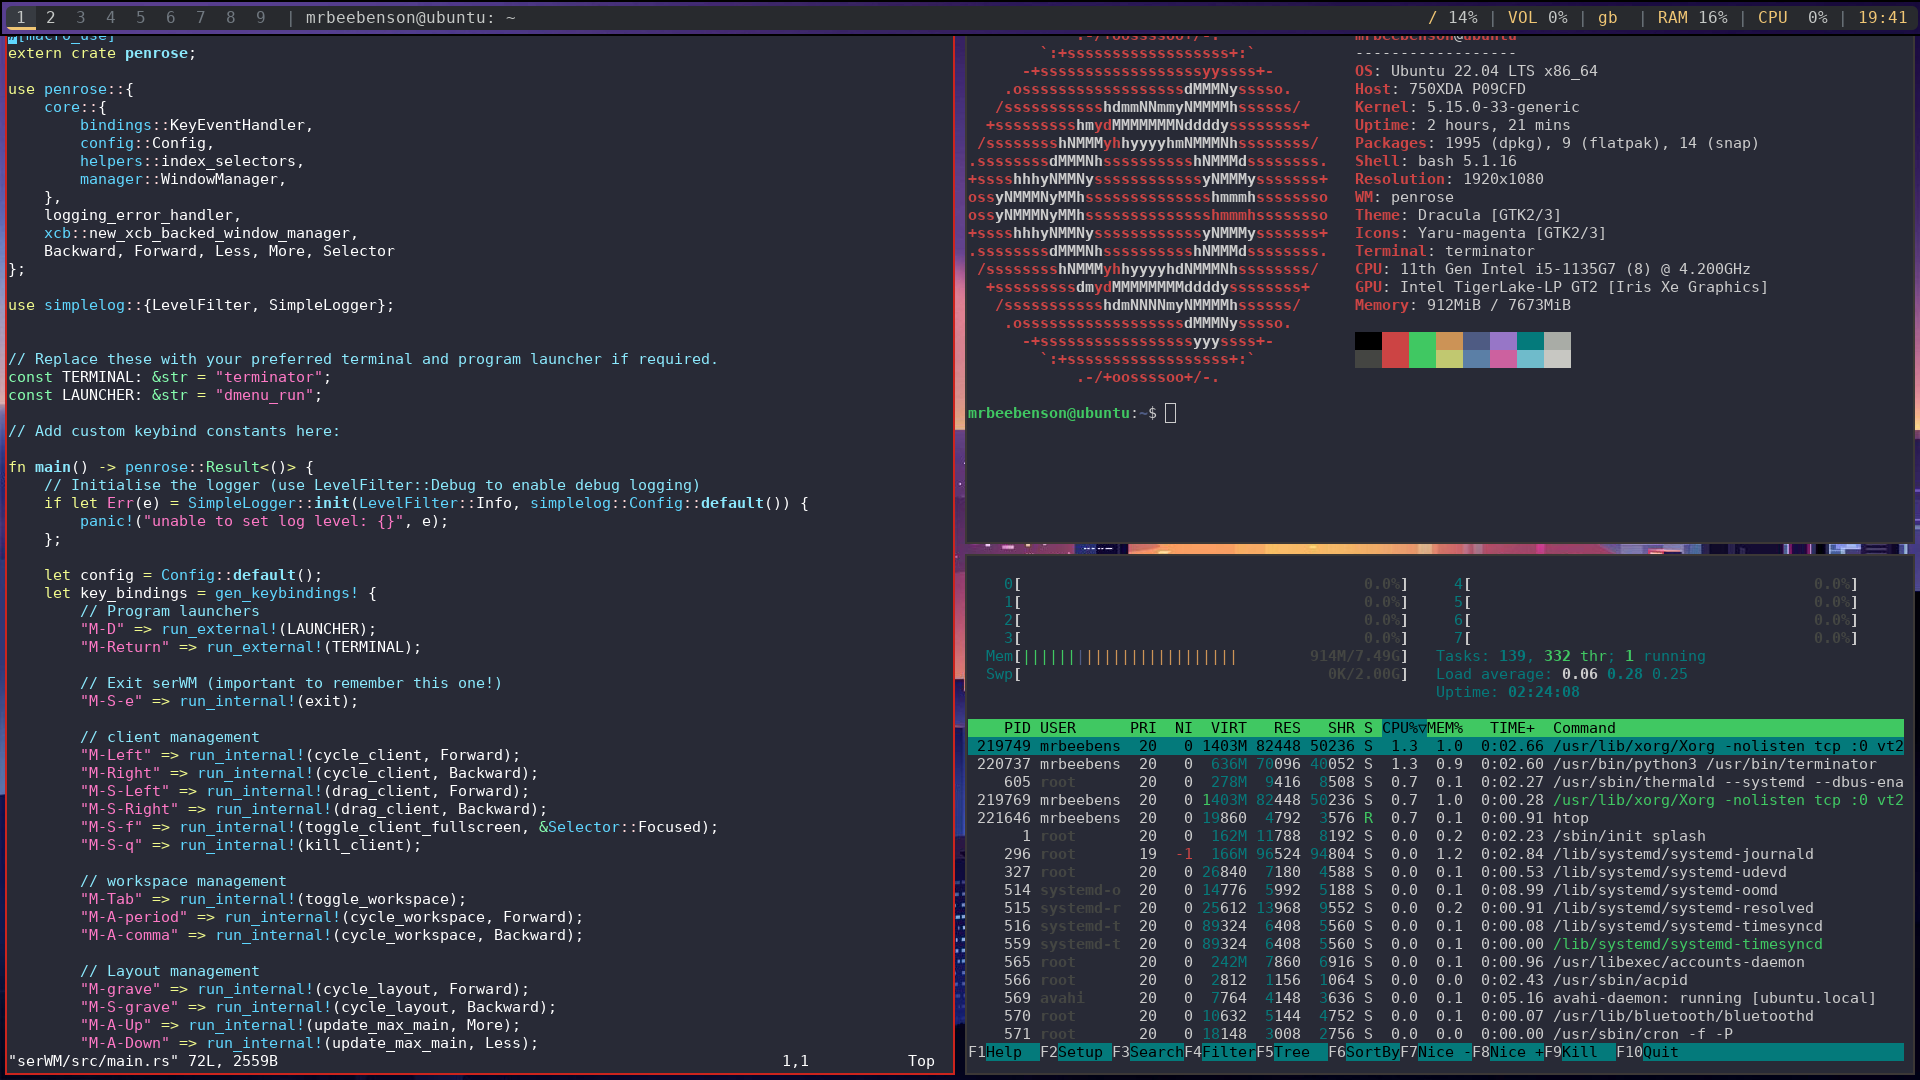 1 2 3 4 5 6 7 8 9 | mrbeebenson@ubuntu: ~
/ 14% | VOL 0% | gb | RAM 16% | CPU 0% | 19:41
#[macro_use]
extern crate penrose;
use penrose::{
core::{
bindings::KeyEventHandler,
config::Config,
helpers::index_selectors,
manager::WindowManager,
},
logging_error_handler,
xcb::new_xcb_backed_window_manager,
Backward, Forward, Less, More, Selector
};
use simplelog::{LevelFilter, SimpleLogger};
// Replace these with your preferred terminal and program launcher if required.
const TERMINAL: &str = "terminator";
const LAUNCHER: &str = "dmenu_run";
// Add custom keybind constants here:
fn main() -> penrose::Result<()> {
// Initialise the logger (use LevelFilter::Debug to enable debug logging)
if let Err(e) = SimpleLogger::init(LevelFilter::Info, simplelog::Config::default()) {
panic!("unable to set log level: {}", e);
};
let config = Config::default();
let key_bindings = gen_keybindings! {
// Program launchers
"M-D" => run_external!(LAUNCHER);
"M-Return" => run_external!(TERMINAL);
// Exit serWM (important to remember this one!)
"M-S-e" => run_internal!(exit);
// client management
"M-Left" => run_internal!(cycle_client, Forward);
"M-Right" => run_internal!(cycle_client, Backward);
"M-S-Left" => run_internal!(drag_client, Forward);
"M-S-Right" => run_internal!(drag_client, Backward);
"M-S-f" => run_internal!(toggle_client_fullscreen, &Selector::Focused);
"M-S-q" => run_internal!(kill_client);
// workspace management
"M-Tab" => run_internal!(toggle_workspace);
"M-A-period" => run_internal!(cycle_workspace, Forward);
"M-A-comma" => run_internal!(cycle_workspace, Backward);
// Layout management
"M-grave" => run_internal!(cycle_layout, Forward);
"M-S-grave" => run_internal!(cycle_layout, Backward);
"M-A-Up" => run_internal!(update_max_main, More);
"M-A-Down" => run_internal!(update_max_main, Less);
"serWM/src/main.rs" 72L, 2559B 1,1 Top
.-/+oossssoo+/-.
`:+ssssssssssssssssss+:`
-+ssssssssssssssssssyyssss+-
.ossssssssssssssssssdMMMNysssso.
/ssssssssssshdmmNNmmyNMMMMhssssss/
+ssssssssshmydMMMMMMMNddddyssssssss+
/sssssssshNMMMyhhyyyyhmNMMMNhssssssss/
.ssssssssdMMMNhsssssssssshNMMMdssssssss.
+sssshhhyNMMNyssssssssssssyNMMMysssssss+
ossyNMMMNyMMhsssssssssssssshmmmhssssssso
ossyNMMMNyMMhsssssssssssssshmmmhssssssso
+sssshhhyNMMNyssssssssssssyNMMMysssssss+
.ssssssssdMMMNhsssssssssshNMMMdssssssss.
/sssssssshNMMMyhhyyyyhdNMMMNhssssssss/
+sssssssssdmydMMMMMMMMddddyssssssss+
/ssssssssssshdmNNNNmyNMMMMhssssss/
.ossssssssssssssssssdMMMNysssso.
-+sssssssssssssssssyyyssss+-
`:+ssssssssssssssssss+:`
.-/+oossssoo+/-.
mrbeebenson@ubuntu
------------------
OS: Ubuntu 22.04 LTS x86_64
Host: 750XDA P09CFD
Kernel: 5.15.0-33-generic
Uptime: 2 hours, 21 mins
Packages: 1995 (dpkg), 9 (flatpak), 14 (snap)
Shell: bash 5.1.16
Resolution: 1920x1080
WM: penrose
Theme: Dracula [GTK2/3]
Icons: Yaru-magenta [GTK2/3]
Terminal: terminator
CPU: 11th Gen Intel i5-1135G7 (8) @ 4.200GHz
GPU: Intel TigerLake-LP GT2 [Iris Xe Graphics]
Memory: 912MiB / 7673MiB
mrbeebenson@ubuntu:~$
0[ 0.0%] 4[ 0.0%]
1[ 0.0%] 5[ 0.0%]
2[ 0.0%] 6[ 0.0%]
3[ 0.0%] 7[ 0.0%]
Mem[|||||||||||||||||||||||| 914M/7.49G] Tasks: 139, 332 thr; 1 running
Swp[ 0K/2.00G] Load average: 0.06 0.28 0.25
Uptime: 02:24:08
PID USER PRI NI VIRT RES SHR S CPU%▽MEM% TIME+ Command
219749 mrbeebens 20 0 1403M 82448 50236 S 1.3 1.0 0:02.66 /usr/lib/xorg/Xorg -nolisten tcp :0 vt2
220737 mrbeebens 20 0 636M 70096 40052 S 1.3 0.9 0:02.60 /usr/bin/python3 /usr/bin/terminator
605 root 20 0 278M 9416 8508 S 0.7 0.1 0:02.27 /usr/sbin/thermald --systemd --dbus-ena
219769 mrbeebens 20 0 1403M 82448 50236 S 0.7 1.0 0:00.28 /usr/lib/xorg/Xorg -nolisten tcp :0 vt2
221646 mrbeebens 20 0 19860 4792 3576 R 0.7 0.1 0:00.91 htop
1 root 20 0 162M 11788 8192 S 0.0 0.2 0:02.23 /sbin/init splash
296 root 19 -1 166M 96524 94804 S 0.0 1.2 0:02.84 /lib/systemd/systemd-journald
327 root 20 0 26840 7180 4588 S 0.0 0.1 0:00.53 /lib/systemd/systemd-udevd
514 systemd-o 20 0 14776 5992 5188 S 0.0 0.1 0:08.99 /lib/systemd/systemd-oomd
515 systemd-r 20 0 25612 13968 9552 S 0.0 0.2 0:00.91 /lib/systemd/systemd-resolved
516 systemd-t 20 0 89324 6408 5560 S 0.0 0.1 0:00.08 /lib/systemd/systemd-timesyncd
559 systemd-t 20 0 89324 6408 5560 S 0.0 0.1 0:00.00 /lib/systemd/systemd-timesyncd
565 root 20 0 242M 7860 6916 S 0.0 0.1 0:00.96 /usr/libexec/accounts-daemon
566 root 20 0 2812 1156 1064 S 0.0 0.0 0:02.43 /usr/sbin/acpid
569 avahi 20 0 7764 4148 3636 S 0.0 0.1 0:05.16 avahi-daemon: running [ubuntu.local]
570 root 20 0 10632 5144 4752 S 0.0 0.1 0:00.07 /usr/lib/bluetooth/bluetoothd
571 root 20 0 18148 3008 2756 S 0.0 0.0 0:00.00 /usr/sbin/cron -f -P
F1Help F2Setup F3SearchF4FilterF5Tree F6SortByF7Nice -F8Nice +F9Kill F10Quit